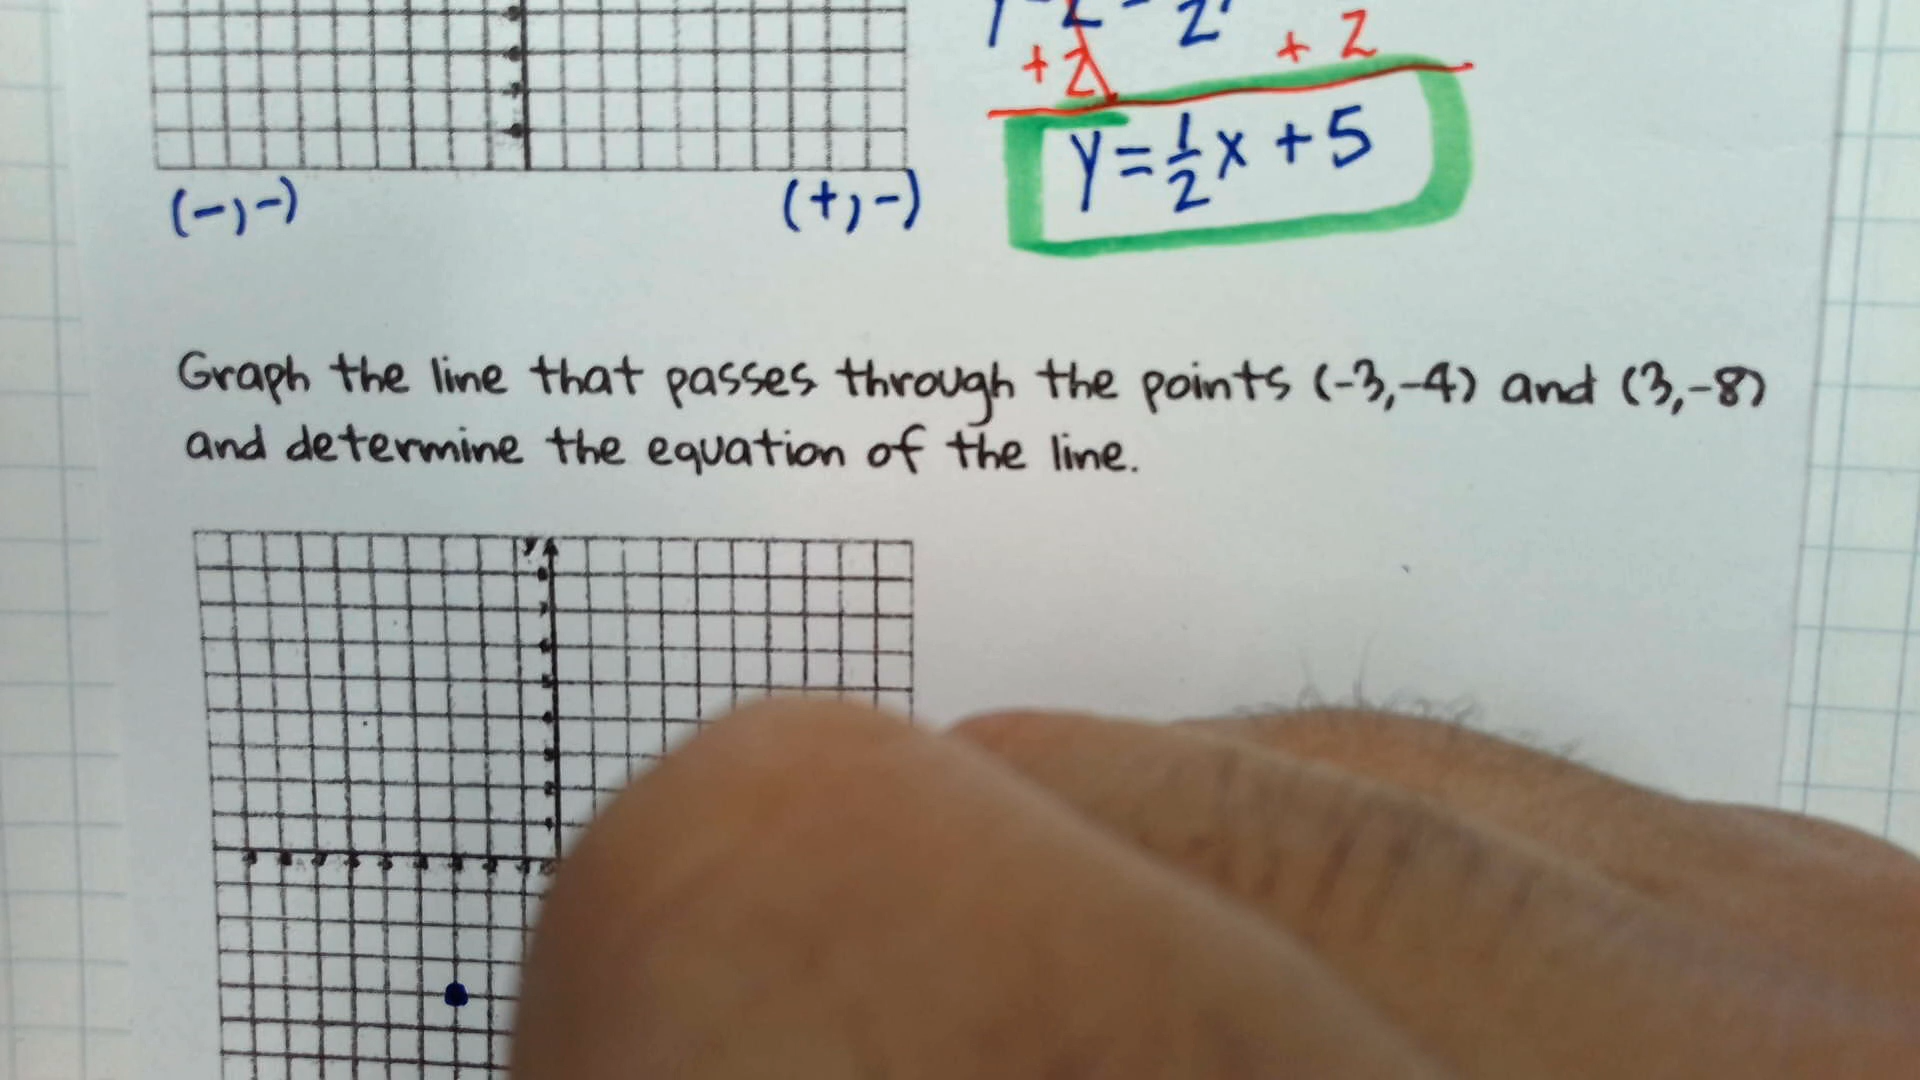 +2 + 2
y = 1/2 x + 5
(-,-) (+,-)
Graph the line that passes through the points (-3,-4) and (3,-8)
and determine the equation of the line.
y